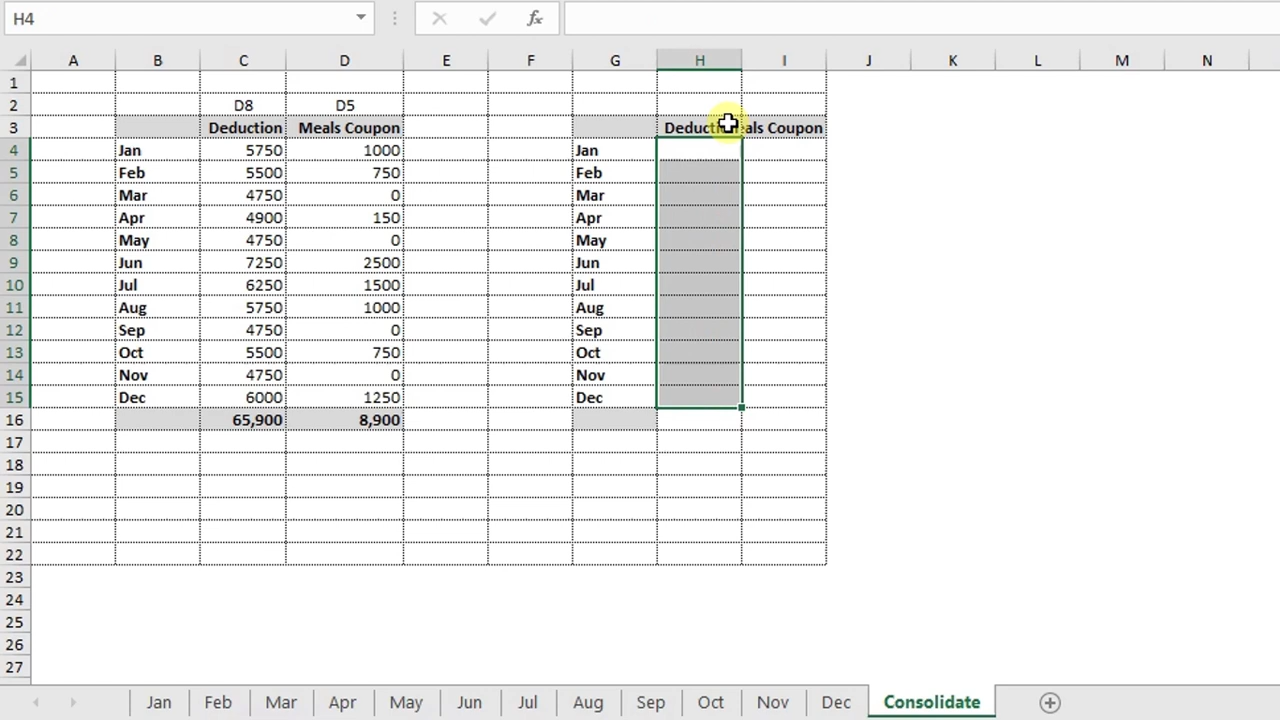 H4 fx
A B C D E F G H I J K L M N
1
2 D8 D5
3 Deduction Meals Coupon Deducti eals Coupon
4 Jan 5750 1000 Jan
5 Feb 5500 750 Feb
6 Mar 4750 0 Mar
7 Apr 4900 150 Apr
8 May 4750 0 May
9 Jun 7250 2500 Jun
10 Jul 6250 1500 Jul
11 Aug 5750 1000 Aug
12 Sep 4750 0 Sep
13 Oct 5500 750 Oct
14 Nov 4750 0 Nov
15 Dec 6000 1250 Dec
16 65,900 8,900
17
18
19
20
21
22
23
24
25
26
27
Jan Feb Mar Apr May Jun Jul Aug Sep Oct Nov Dec Consolidate